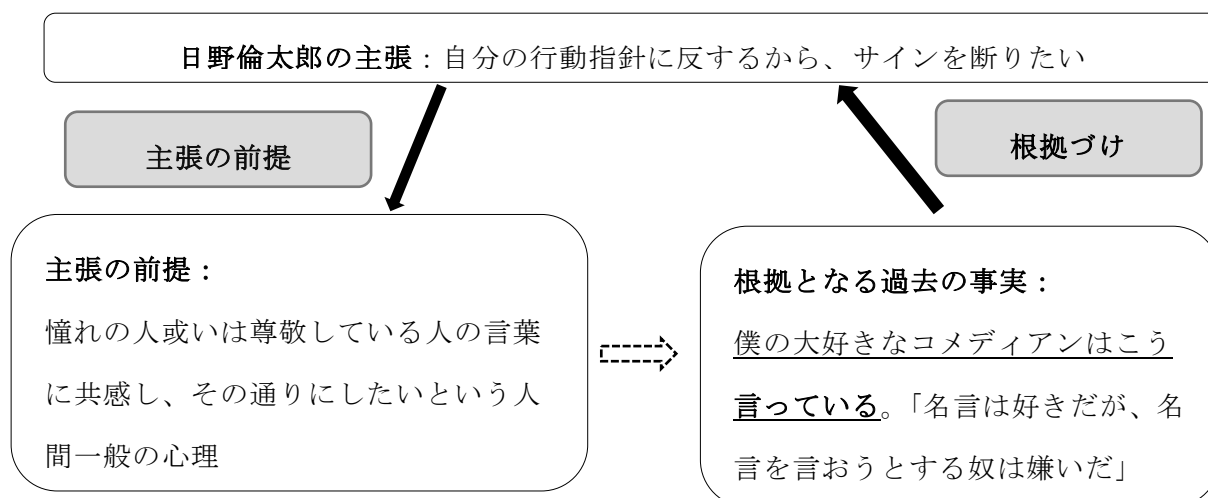 日野倫太郎の主張：自分の行動指針に反するから、サインを断りたい
主張の前提
根拠づけ
主張の前提：
憧れの人或いは尊敬している人の言葉
に共感し、その通りにしたいという人
間一般の心理
根拠となる過去の事実：
僕の大好きなコメディアンはこう
言っている。「名言は好きだが、名
言を言おうとする奴は嫌いだ」